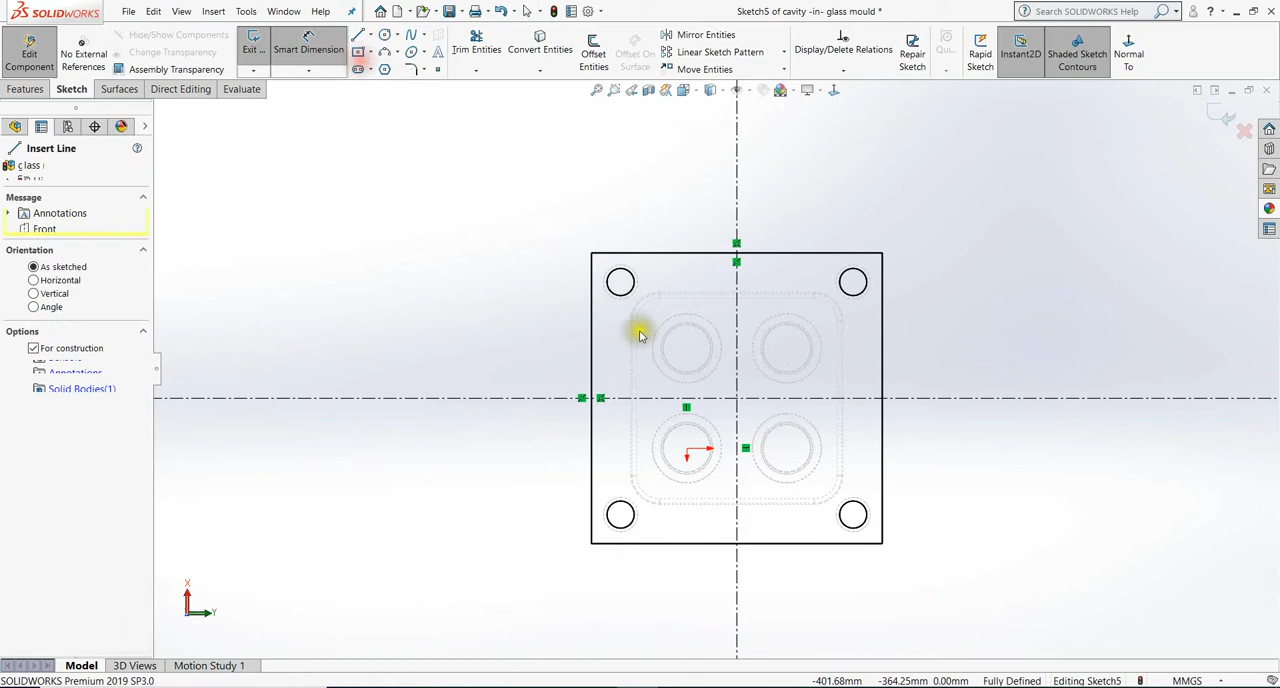 SOLIDWORKS File Edit View Insert Tools Window Help Sketch5 of cavity -in- glass mould * Search SOLIDWORKS Help
Edit Component
No External References
Hide/Show Components
Change Transparency
Assembly Transparency
Exit ...
Smart Dimension
Trim Entities
Convert Entities
Offset Entities
Offset On Surface
Mirror Entities
Linear Sketch Pattern
Move Entities
Display/Delete Relations
Repair Sketch
Qu...
Rapid Sketch
Instant2D
Shaded Sketch Contours
Normal To
Features Sketch Surfaces Direct Editing Evaluate
Insert Line
glass
Message
Annotations
Front
Orientation
As sketched
Horizontal
Vertical
Angle
Options
For construction
Annotations
Solid Bodies(1)
X
Y
Model 3D Views Motion Study 1
SOLIDWORKS Premium 2019 SP3.0 -401.68mm -364.25mm 0.00mm Fully Defined Editing Sketch5 MMGS